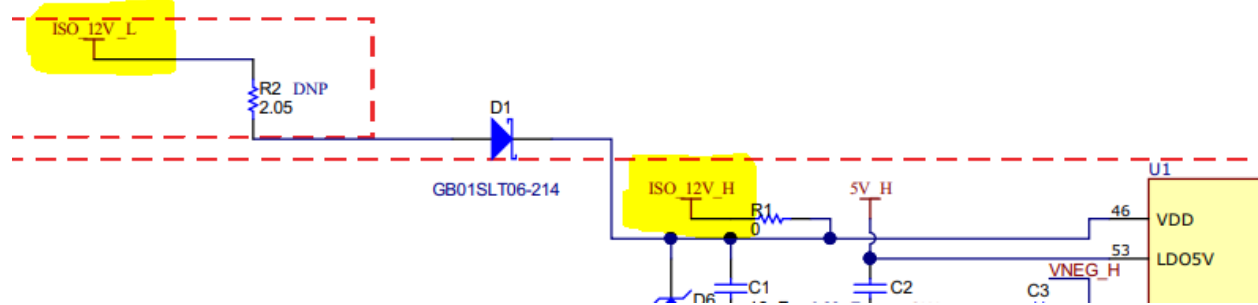 ISO_12V_L
R2 DNP
2.05
D1
GB01SLT06-214
ISO_12V_H
R1
0
5V_H
U1
46 VDD
53 LDO5V
VNEG_H
C1
C2
C3
D6